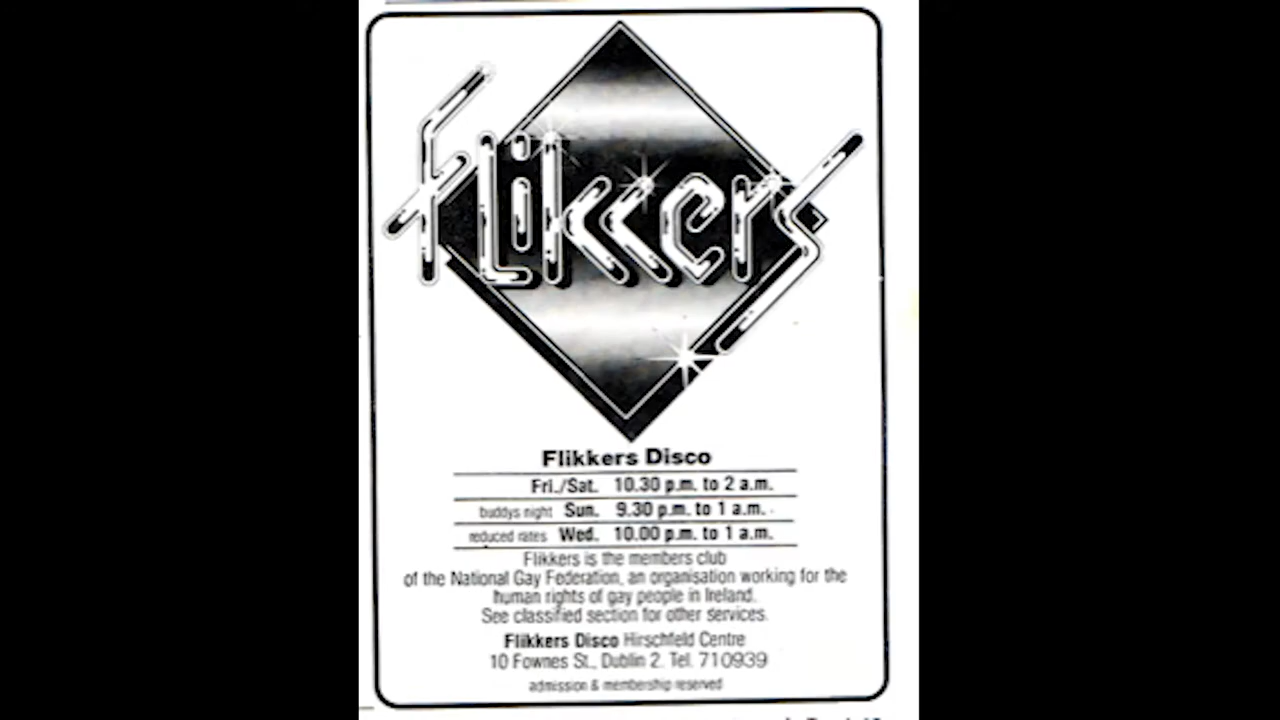 Flikkers
Flikkers Disco
Fri./Sat. 10.30 p.m. to 2 a.m.
buddys night Sun. 9.30 p.m. to 1 a.m.
reduced rates Wed. 10.00 p.m. to 1 a.m.
Flikkers is the members club
of the National Gay Federation, an organisation working for the
human rights of gay people in Ireland.
See classified section for other services.
Flikkers Disco Hirschfeld Centre
10 Fownes St., Dublin 2. Tel. 710939
admission & membership reserved